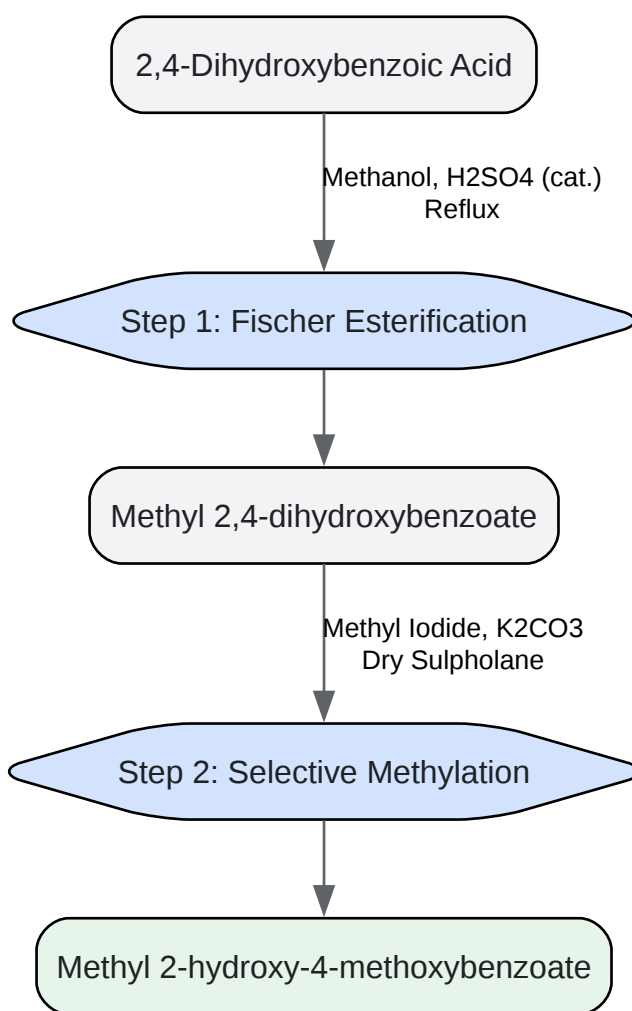 2,4-Dihydroxybenzoic Acid
Methanol, H2SO4 (cat.)
Reflux
Step 1: Fischer Esterification
Methyl 2,4-dihydroxybenzoate
Methyl Iodide, K2CO3
Dry Sulpholane
Step 2: Selective Methylation
Methyl 2-hydroxy-4-methoxybenzoate